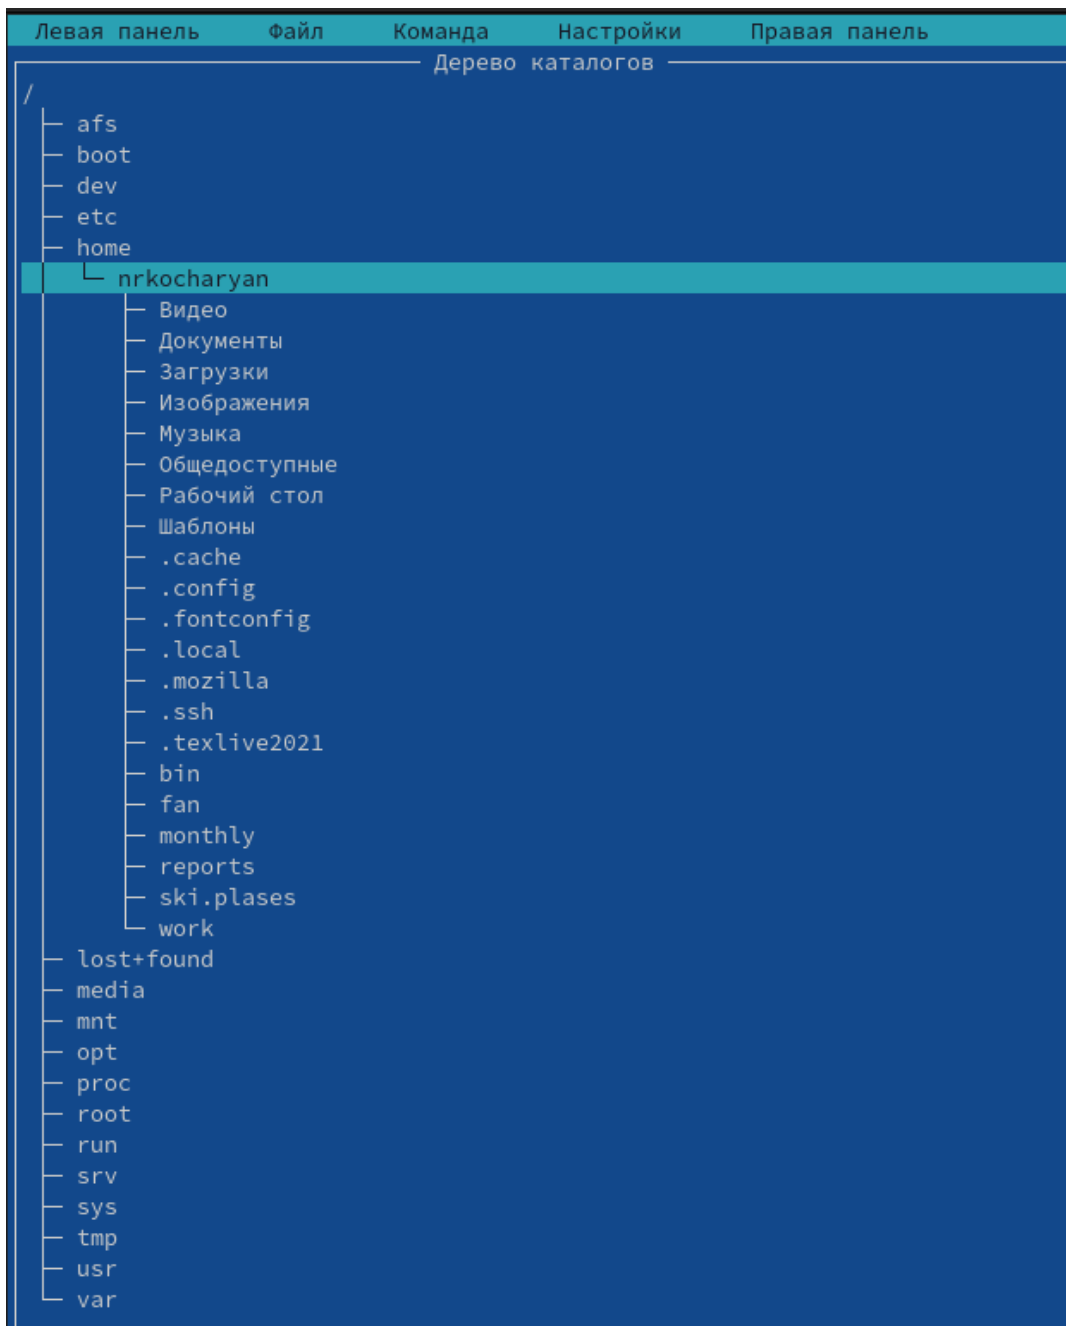 Левая панель Файл Команда Настройки Правая панель
Дерево каталогов
/
afs
boot
dev
etc
home
nrkocharyan
Видео
Документы
Загрузки
Изображения
Музыка
Общедоступные
Рабочий стол
Шаблоны
.cache
.config
.fontconfig
.local
.mozilla
.ssh
.texlive2021
bin
fan
monthly
reports
ski.plases
work
lost+found
media
mnt
opt
proc
root
run
srv
sys
tmp
usr
var